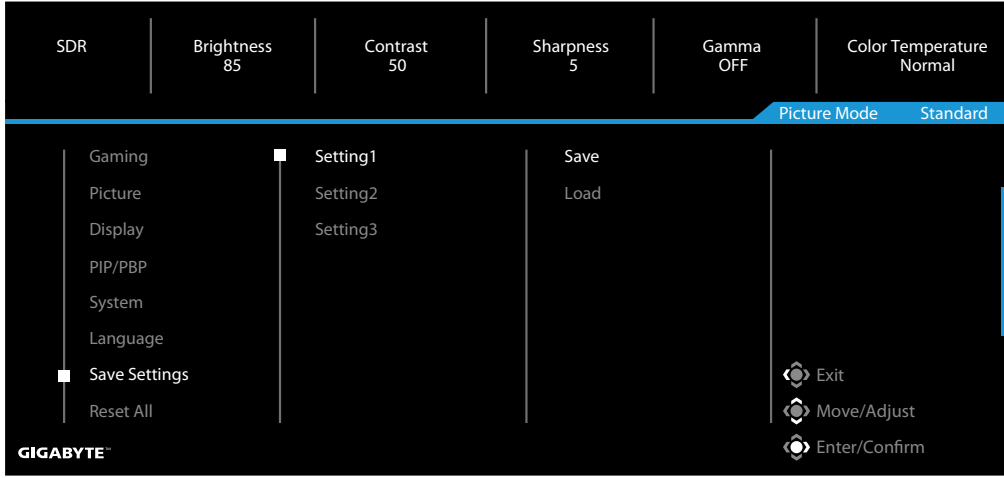 SDR
Brightness
85
Contrast
50
Sharpness
5
Gamma
OFF
Color Temperature
Normal
Picture Mode Standard
Gaming
Picture
Display
PIP/PBP
System
Language
Save Settings
Reset All
Setting1
Setting2
Setting3
Save
Load
Exit
Move/Adjust
Enter/Confirm
GIGABYTE™